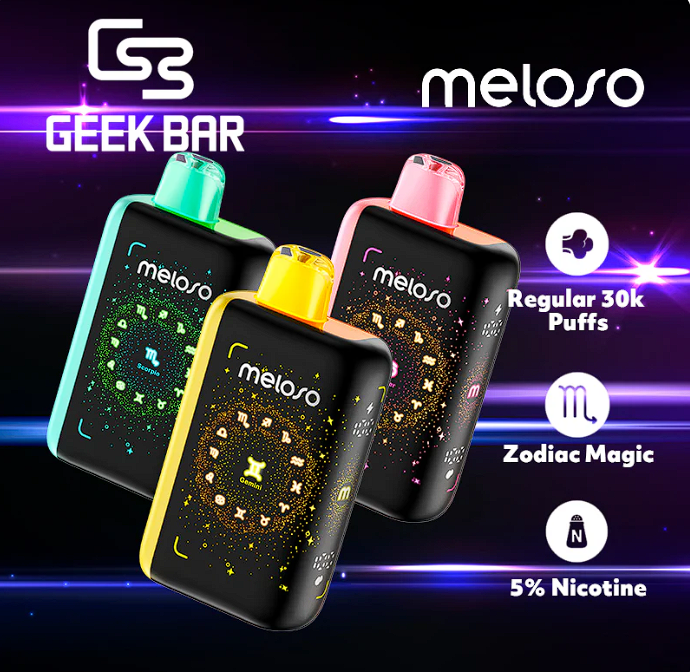 GEEK BAR
meloso
meloso
Scorpio
meloso
meloso
Gemini
m
m
Regular 30k
Puffs
Zodiac Magic
N
5% Nicotine